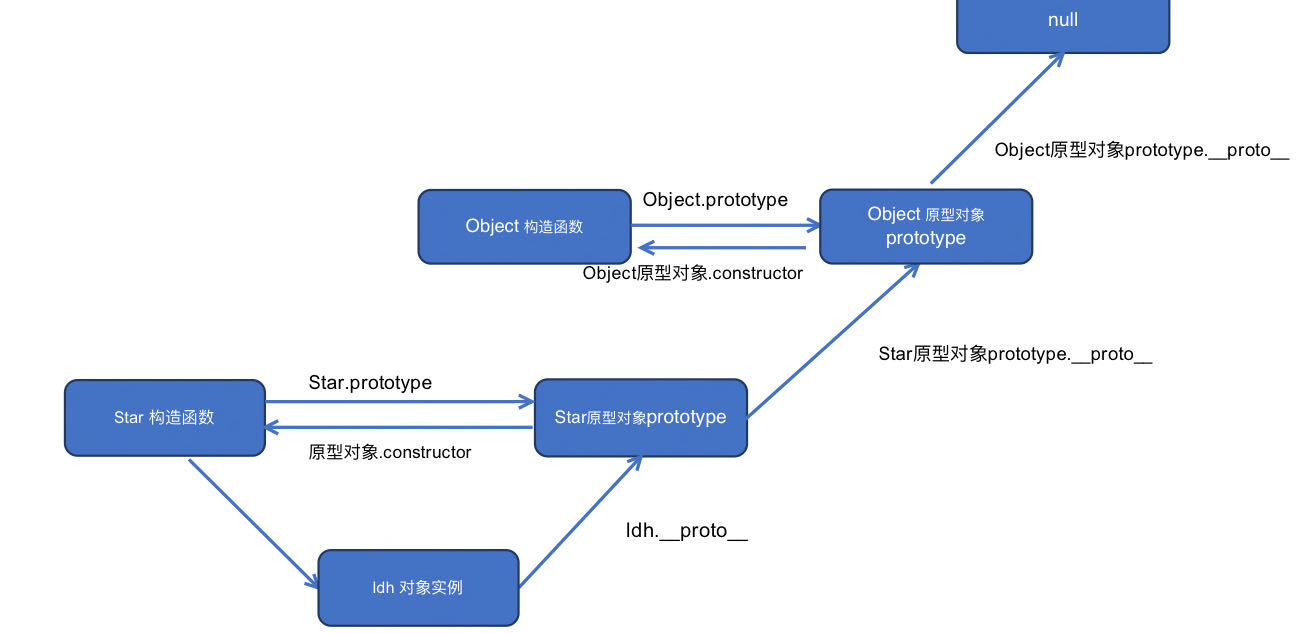 null
Object原型对象prototype.__proto__
Object.prototype
Object 构造函数
Object 原型对象
prototype
Object原型对象.constructor
Star原型对象prototype.__proto__
Star.prototype
Star 构造函数
Star原型对象prototype
原型对象.constructor
ldh.__proto__
ldh 对象实例